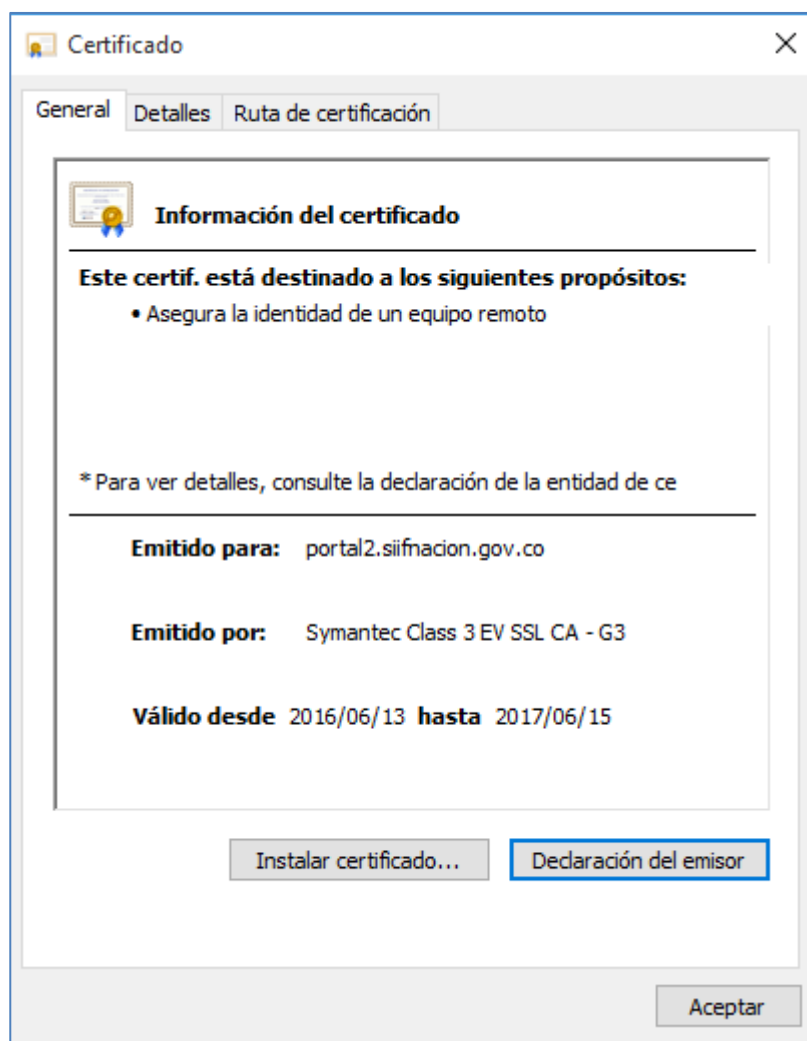 Certificado
General Detalles Ruta de certificación
Información del certificado
Este certif. está destinado a los siguientes propósitos:
• Asegura la identidad de un equipo remoto
* Para ver detalles, consulte la declaración de la entidad de ce
Emitido para: portal2.siifnacion.gov.co
Emitido por: Symantec Class 3 EV SSL CA - G3
Válido desde 2016/06/13 hasta 2017/06/15
Instalar certificado... Declaración del emisor
Aceptar